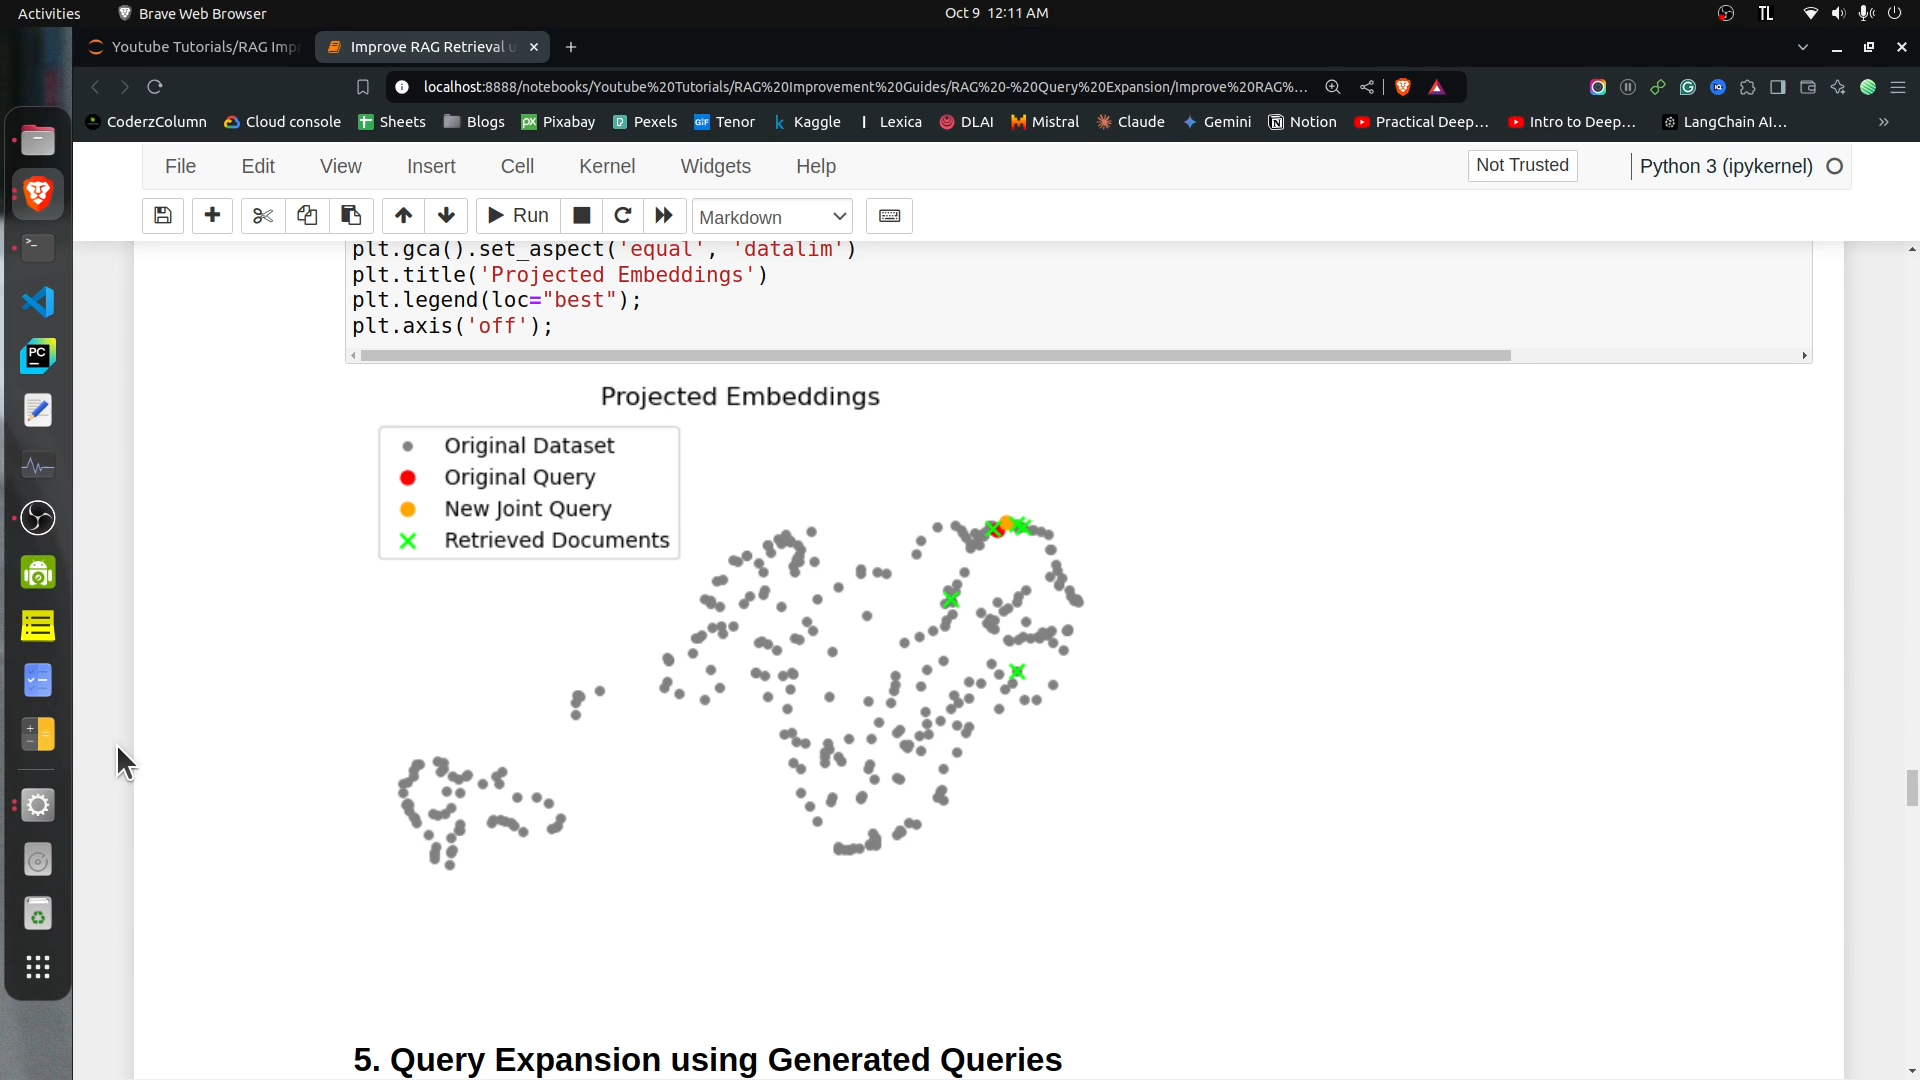 Activities Brave Web Browser Oct 9 12:11 AM TL
Youtube Tutorials/RAG Imp Improve RAG Retrieval u
localhost:8888/notebooks/Youtube%20Tutorials/RAG%20Improvement%20Guides/RAG%20-%20Query%20Expansion/Improve%20RAG%...
CoderzColumn Cloud console Sheets Blogs Pixabay Pexels Tenor Kaggle Lexica DLAI Mistral Claude Gemini Notion Practical Deep... Intro to Deep... LangChain AI...
File Edit View Insert Cell Kernel Widgets Help Not Trusted Python 3 (ipykernel)
Run Markdown
plt.gca().set_aspect('equal', 'datalim')
plt.title('Projected Embeddings')
plt.legend(loc="best");
plt.axis('off');
Projected Embeddings
Original Dataset
Original Query
New Joint Query
Retrieved Documents
5. Query Expansion using Generated Queries